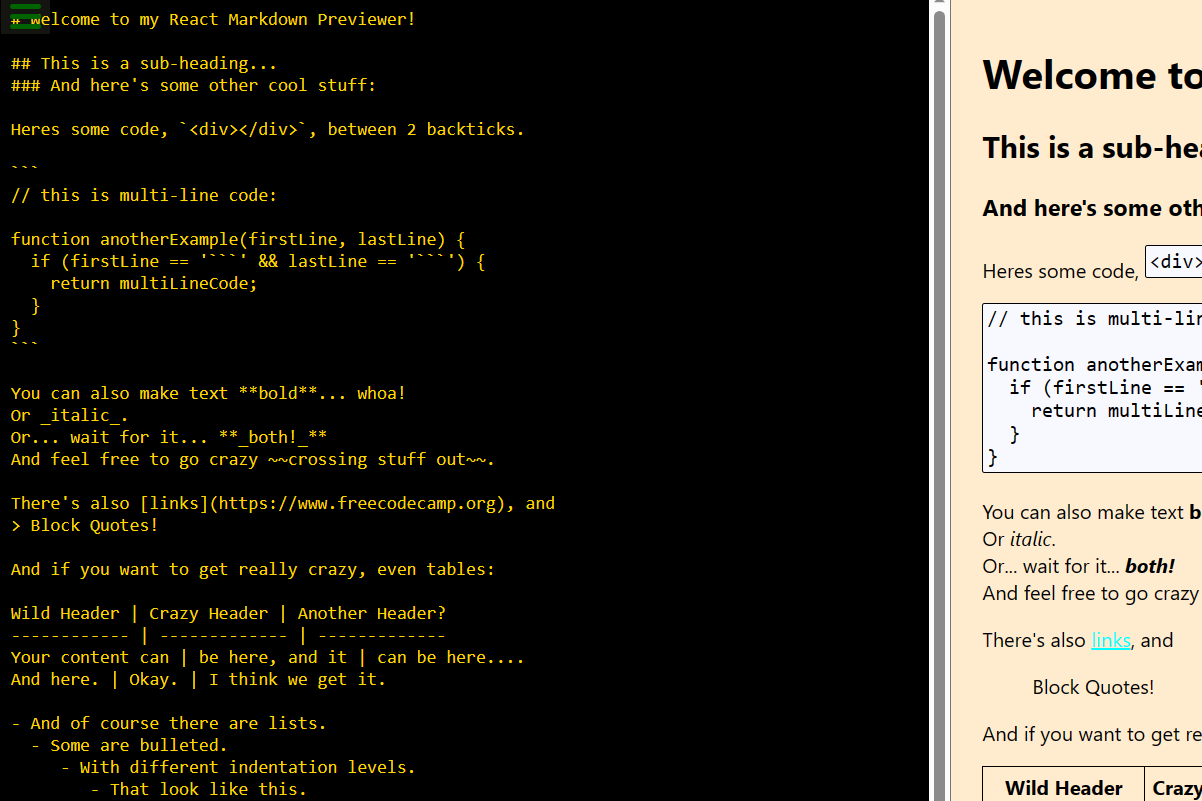 # Welcome to my React Markdown Previewer!
## This is a sub-heading...
### And here's some other cool stuff:
Heres some code, `<div></div>`, between 2 backticks.
```
// this is multi-line code:
function anotherExample(firstLine, lastLine) {
  if (firstLine == '```' && lastLine == '```') {
    return multiLineCode;
  }
}
```
You can also make text **bold**... whoa!
Or _italic_.
Or... wait for it... **_both!_**
And feel free to go crazy ~~crossing stuff out~~.
There's also [links](https://www.freecodecamp.org), and
> Block Quotes!
And if you want to get really crazy, even tables:
Wild Header | Crazy Header | Another Header?
------------ | ------------- | -------------
Your content can | be here, and it | can be here....
And here. | Okay. | I think we get it.
- And of course there are lists.
  - Some are bulleted.
     - With different indentation levels.
        - That look like this.
Welcome to
This is a sub-hea
And here's some oth
Heres some code, <div>
// this is multi-lin
function anotherExam
  if (firstLine == '
    return multiLine
  }
}
You can also make text b
Or italic.
Or... wait for it... both!
And feel free to go crazy
There's also links, and
Block Quotes!
And if you want to get re
Wild Header Crazy